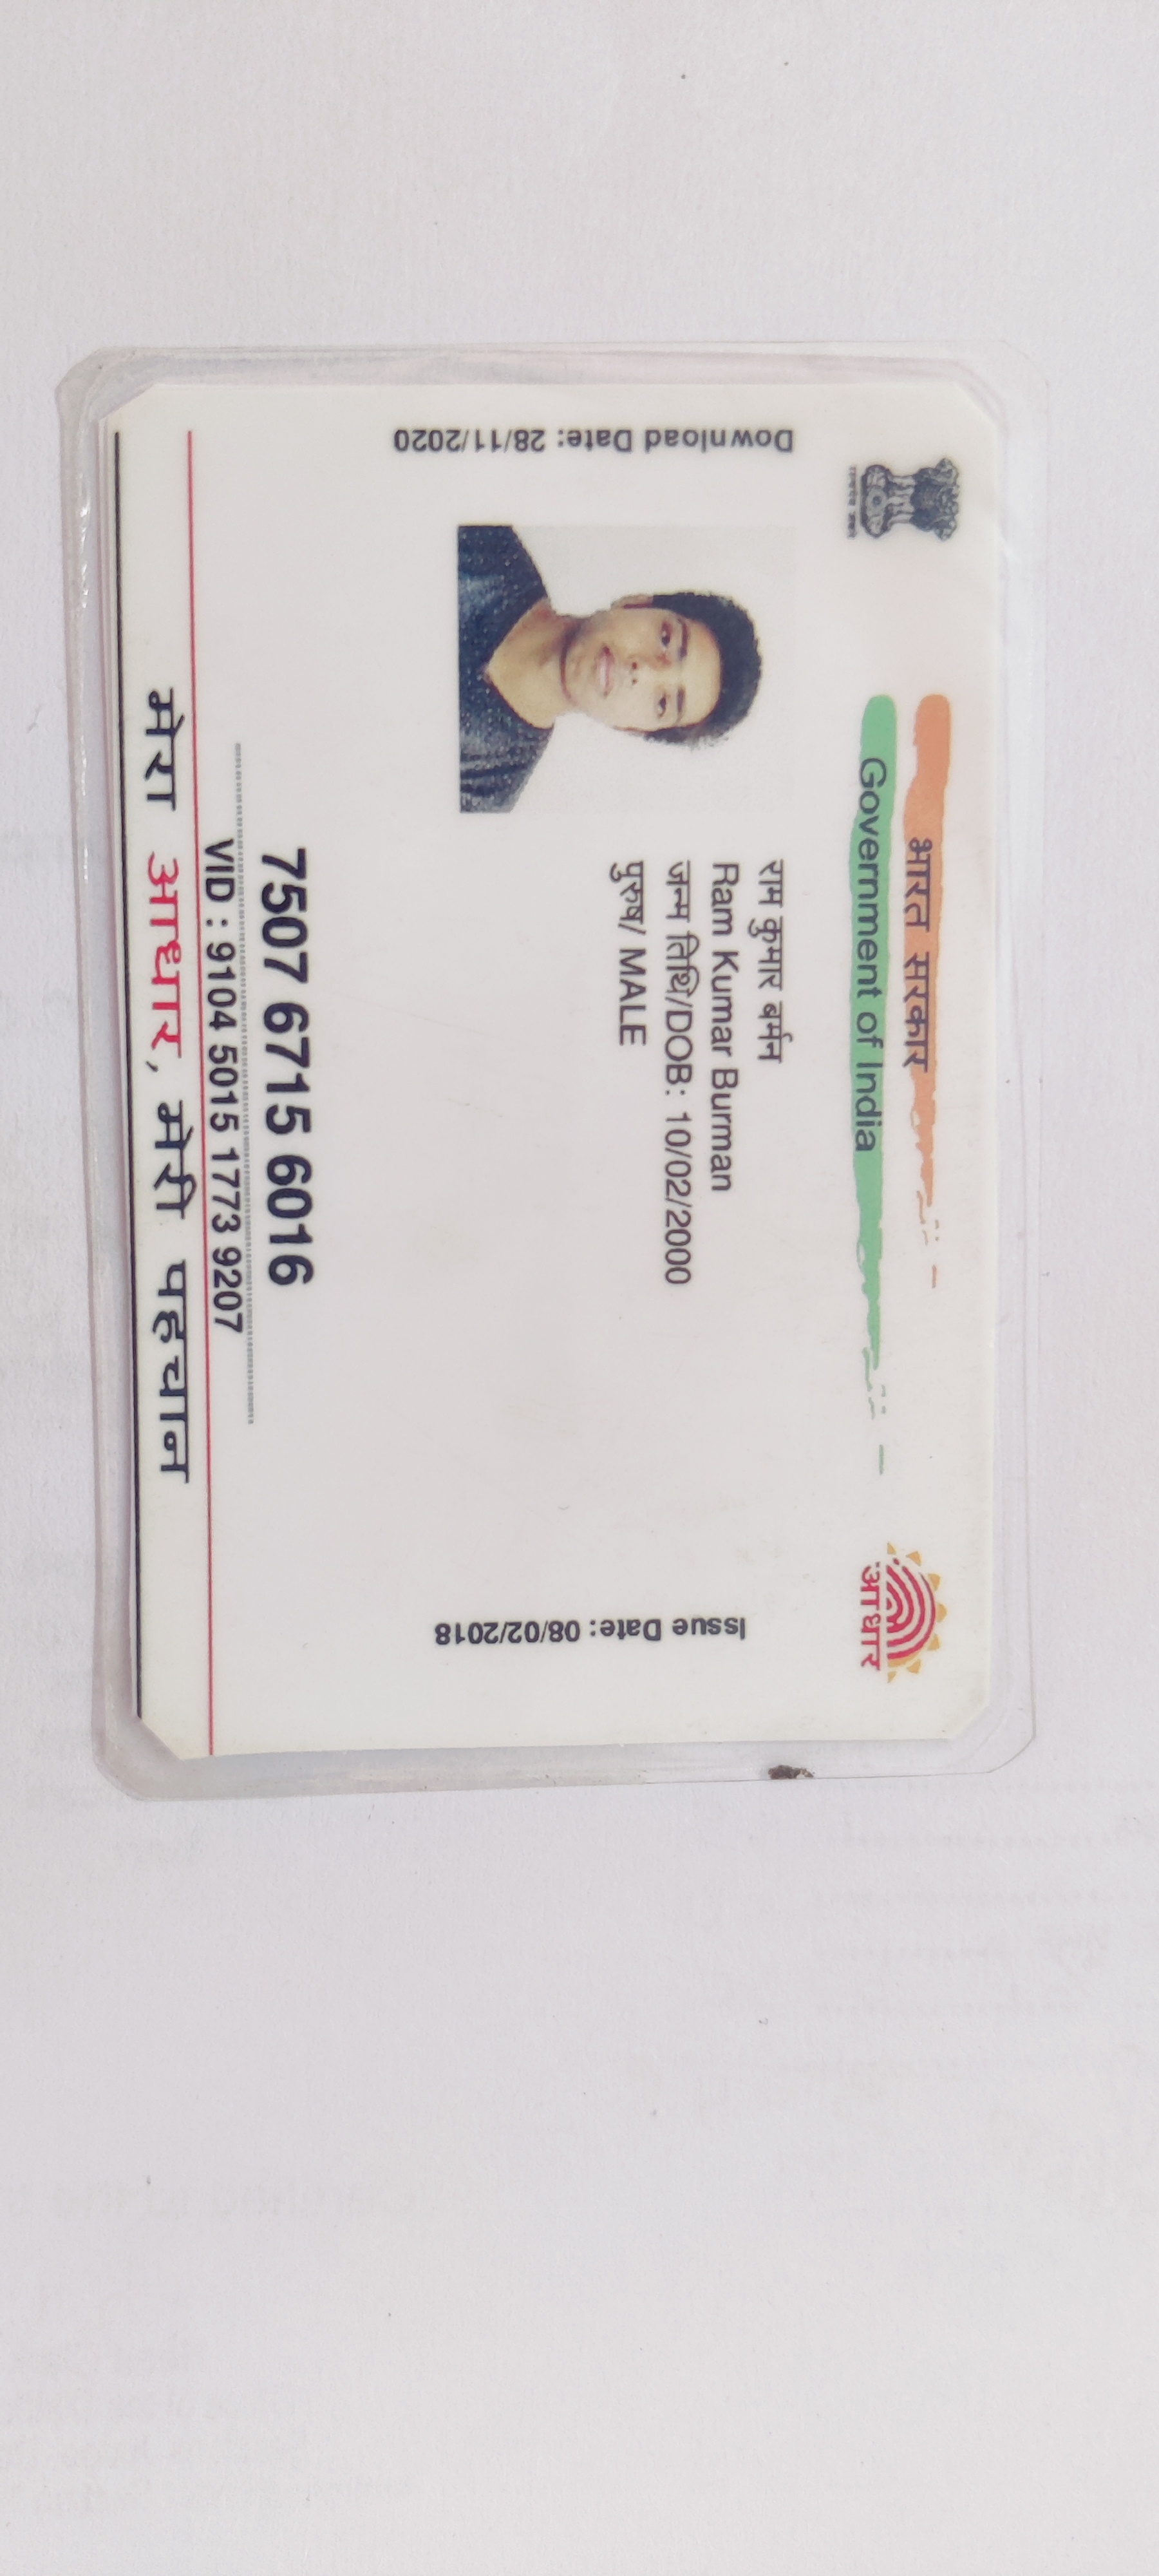 भारत सरकार
Government of India
Download Date: 28/11/2020
राम कुमार बर्मन
Ram Kumar Burman
जन्म तिथि/DOB: 10/02/2000
पुरुष/ MALE
Issue Date: 08/02/2018
आधार
7507 6715 6016
VID : 9104 5015 1773 9207
मेरा आधार, मेरी पहचान